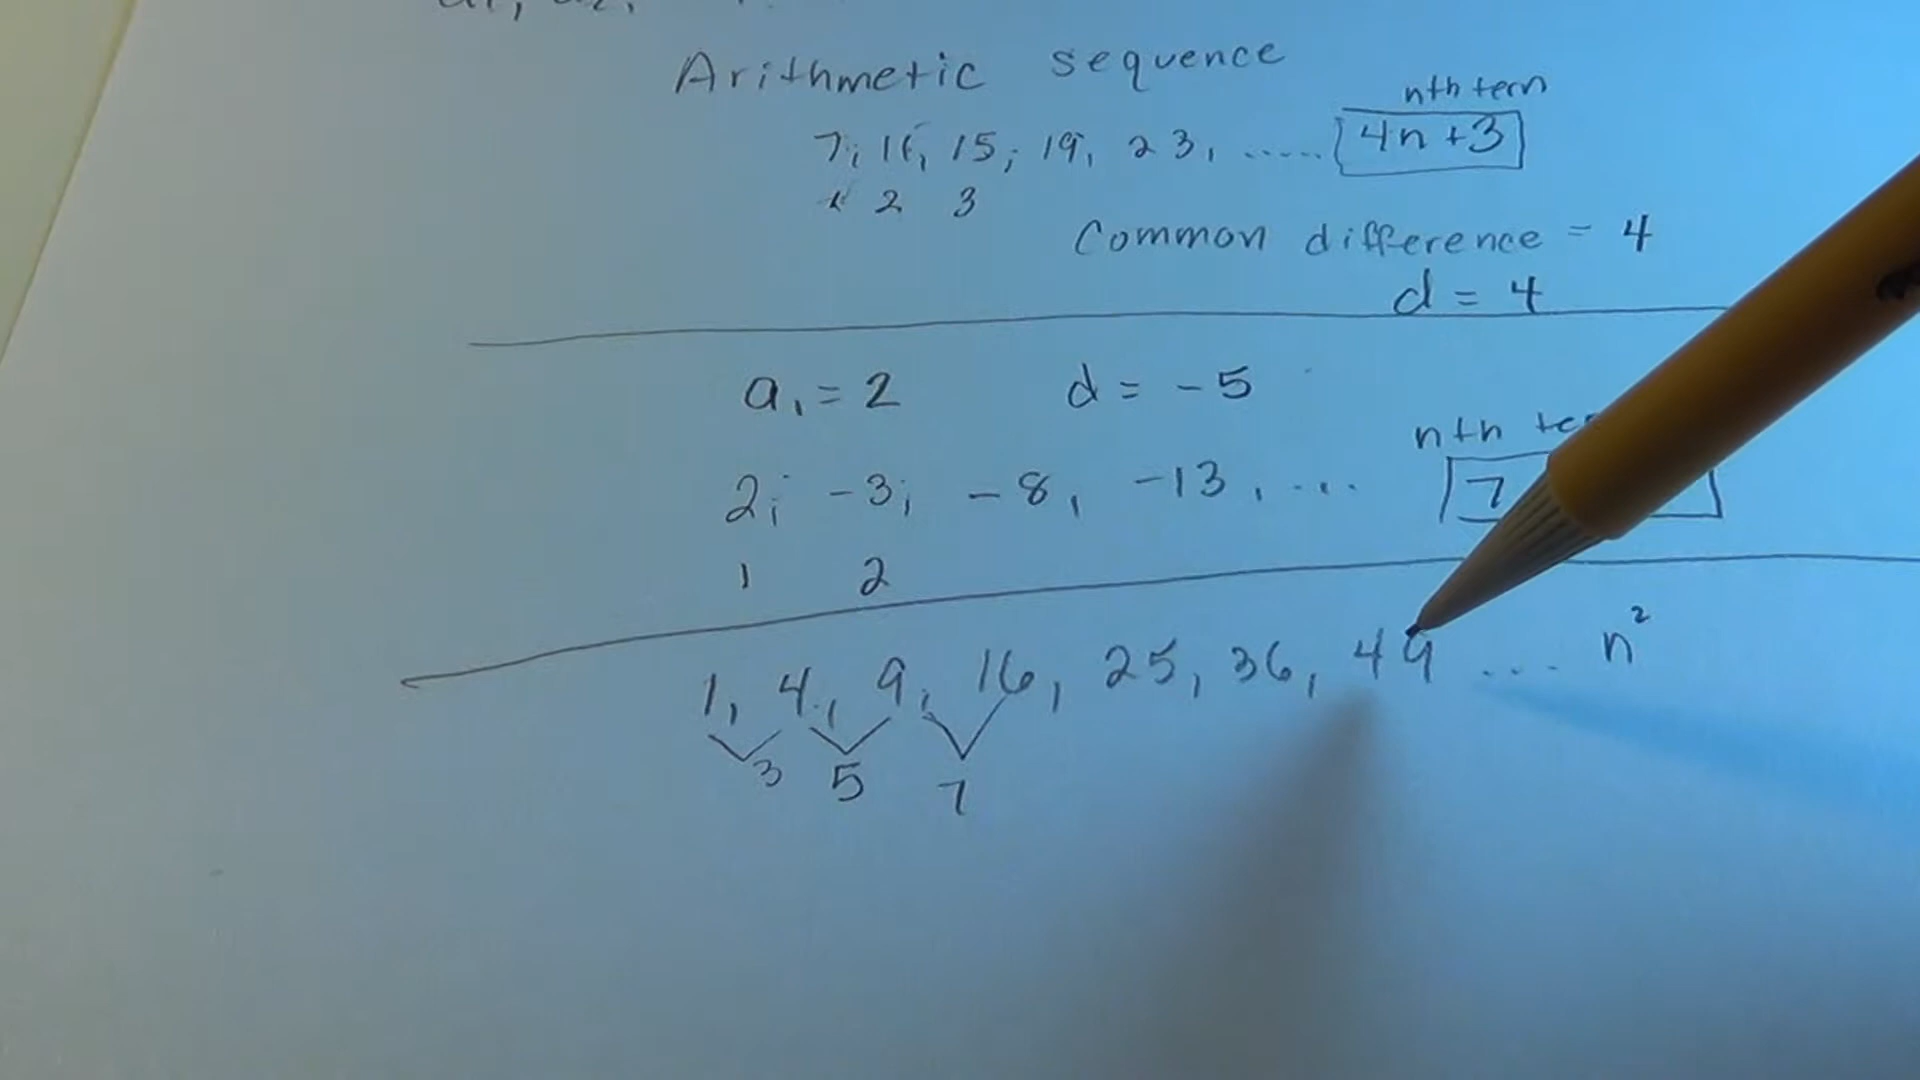 Arithmetic sequence
nth term
7, 11, 15, 19, 23, ..... 4n + 3
1 2 3
Common difference = 4
d = 4
a₁ = 2 d = -5
nth
2, -3, -8, -13, ... 7
1 2
1, 4, 9, 16, 25, 36, 49 .... n²
3 5 7